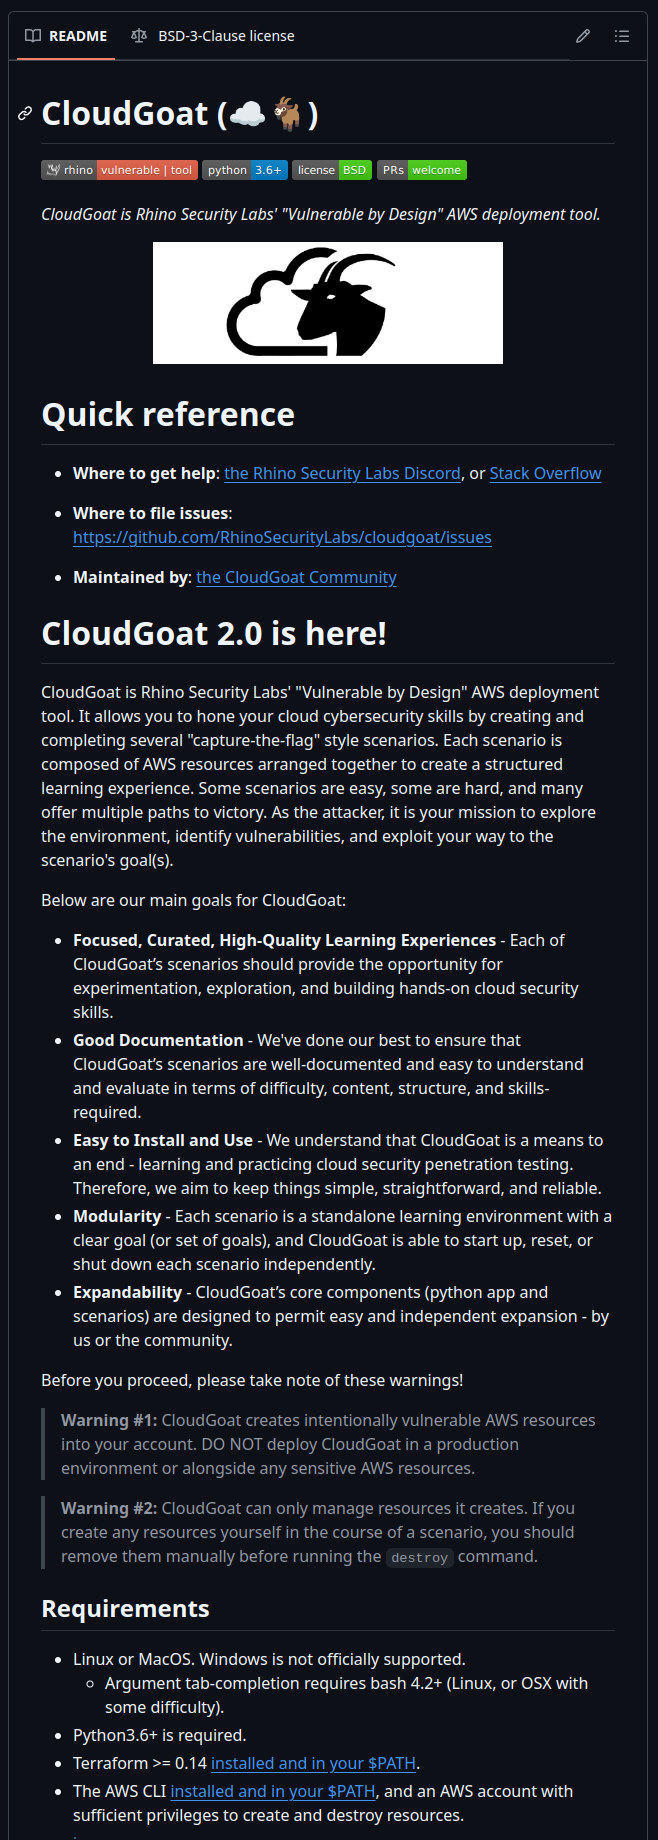 README
BSD-3-Clause license
CloudGoat (☁️🐐)
rhino vulnerable | tool
python 3.6+
license BSD
PRs welcome
CloudGoat is Rhino Security Labs' "Vulnerable by Design" AWS deployment tool.
Quick reference
• Where to get help: the Rhino Security Labs Discord, or Stack Overflow
• Where to file issues:
https://github.com/RhinoSecurityLabs/cloudgoat/issues
• Maintained by: the CloudGoat Community
CloudGoat 2.0 is here!
CloudGoat is Rhino Security Labs' "Vulnerable by Design" AWS deployment
tool. It allows you to hone your cloud cybersecurity skills by creating and
completing several "capture-the-flag" style scenarios. Each scenario is
composed of AWS resources arranged together to create a structured
learning experience. Some scenarios are easy, some are hard, and many
offer multiple paths to victory. As the attacker, it is your mission to explore
the environment, identify vulnerabilities, and exploit your way to the
scenario's goal(s).
Below are our main goals for CloudGoat:
• Focused, Curated, High-Quality Learning Experiences - Each of
CloudGoat’s scenarios should provide the opportunity for
experimentation, exploration, and building hands-on cloud security
skills.
• Good Documentation - We've done our best to ensure that
CloudGoat’s scenarios are well-documented and easy to understand
and evaluate in terms of difficulty, content, structure, and skills-
required.
• Easy to Install and Use - We understand that CloudGoat is a means to
an end - learning and practicing cloud security penetration testing.
Therefore, we aim to keep things simple, straightforward, and reliable.
• Modularity - Each scenario is a standalone learning environment with a
clear goal (or set of goals), and CloudGoat is able to start up, reset, or
shut down each scenario independently.
• Expandability - CloudGoat’s core components (python app and
scenarios) are designed to permit easy and independent expansion - by
us or the community.
Before you proceed, please take note of these warnings!
Warning #1: CloudGoat creates intentionally vulnerable AWS resources
into your account. DO NOT deploy CloudGoat in a production
environment or alongside any sensitive AWS resources.
Warning #2: CloudGoat can only manage resources it creates. If you
create any resources yourself in the course of a scenario, you should
remove them manually before running the destroy command.
Requirements
• Linux or MacOS. Windows is not officially supported.
◦ Argument tab-completion requires bash 4.2+ (Linux, or OSX with
some difficulty).
• Python3.6+ is required.
• Terraform >= 0.14 installed and in your $PATH.
• The AWS CLI installed and in your $PATH, and an AWS account with
sufficient privileges to create and destroy resources.